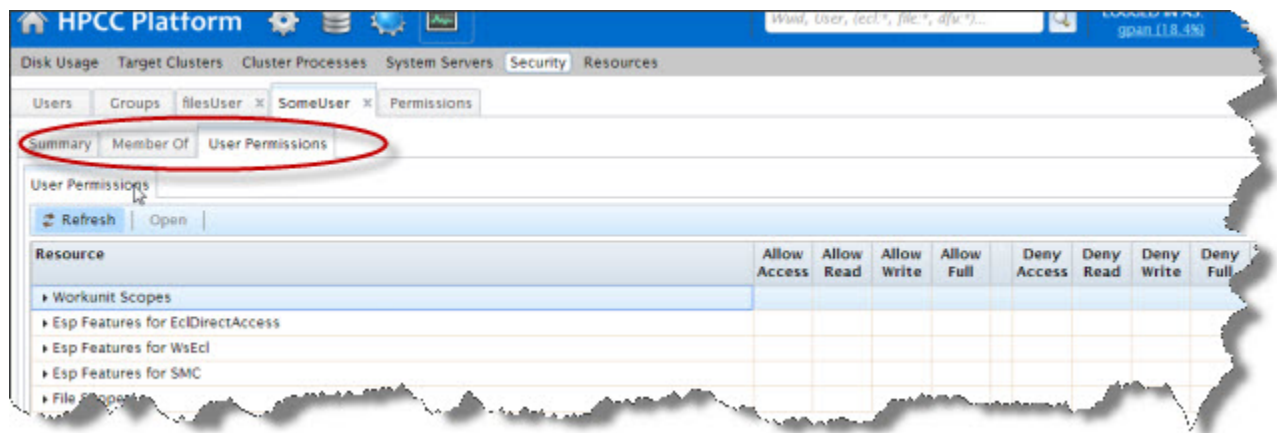 HPCC Platform
Wuid, User, (ecl:*, file:*, dfu:*)...
LOGGED IN AS:
gpan (18.4%)
Disk Usage Target Clusters Cluster Processes System Servers Security Resources
Users Groups filesUser x SomeUser x Permissions
Summary Member Of User Permissions
User Permissions
Refresh Open
Resource Allow Access Allow Read Allow Write Allow Full Deny Access Deny Read Deny Write Deny Full
Workunit Scopes
Esp Features for EclDirectAccess
Esp Features for WsEcl
Esp Features for SMC
File